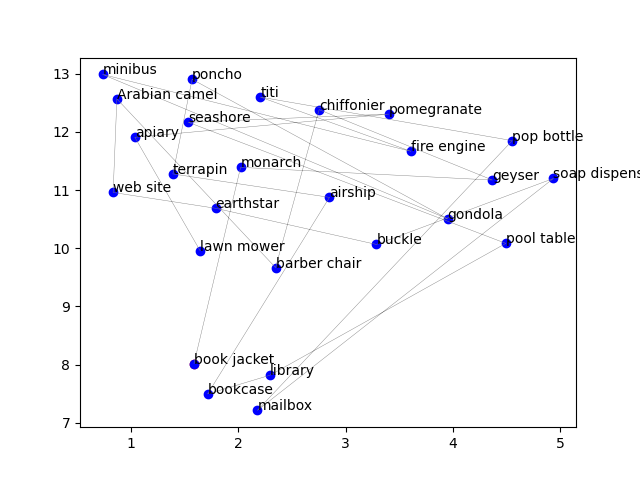 13
12
11
10
9
8
7
minibus
poncho
Arabian camel
titi
chiffonier
pomegranate
seashore
apiary
pop bottle
fire engine
terrapin
monarch
geyser
soap dispens
web site
airship
earthstar
gondola
lawn mower
buckle
pool table
barber chair
book jacket
library
bookcase
mailbox
1 2 3 4 5